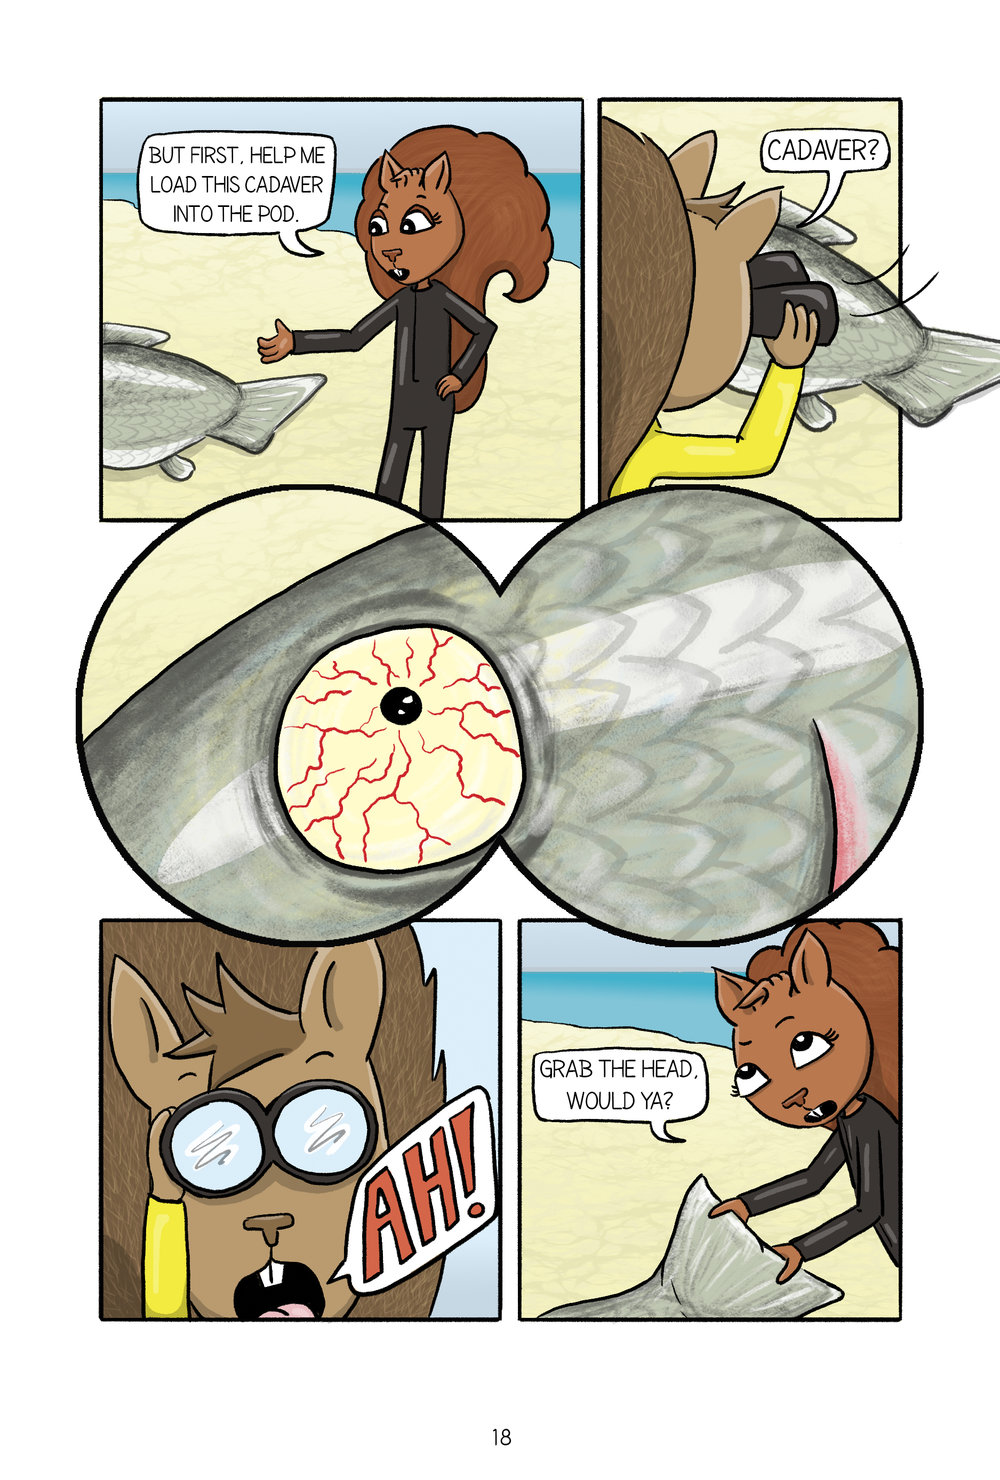 BUT FIRST, HELP ME
LOAD THIS CADAVER
INTO THE POD.
CADAVER?
AH!
GRAB THE HEAD,
WOULD YA?
18